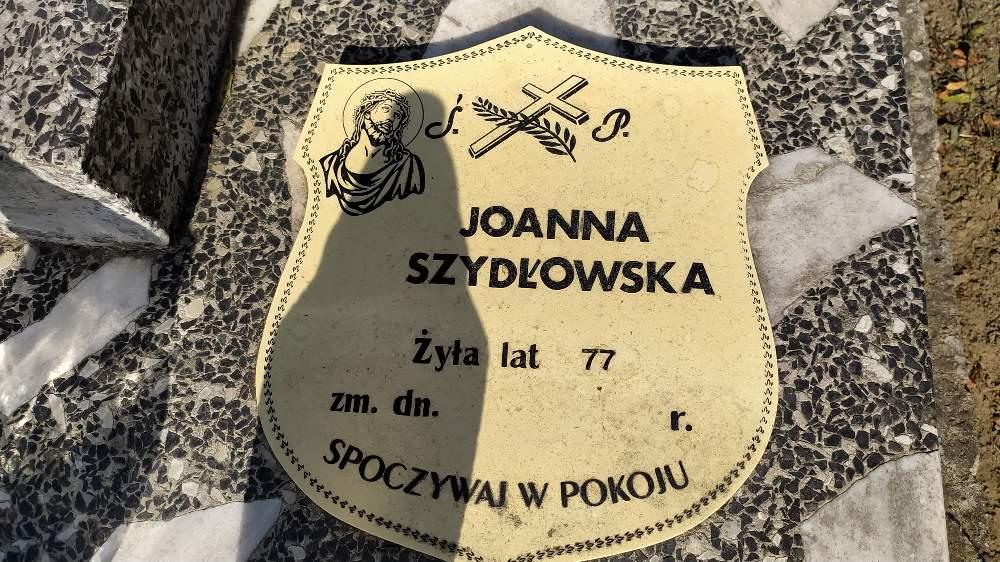 Ś. P.
JOANNA
SZYDŁOWSKA
Żyła lat 77
zm. dn. r.
SPOCZYWAJ W POKOJU